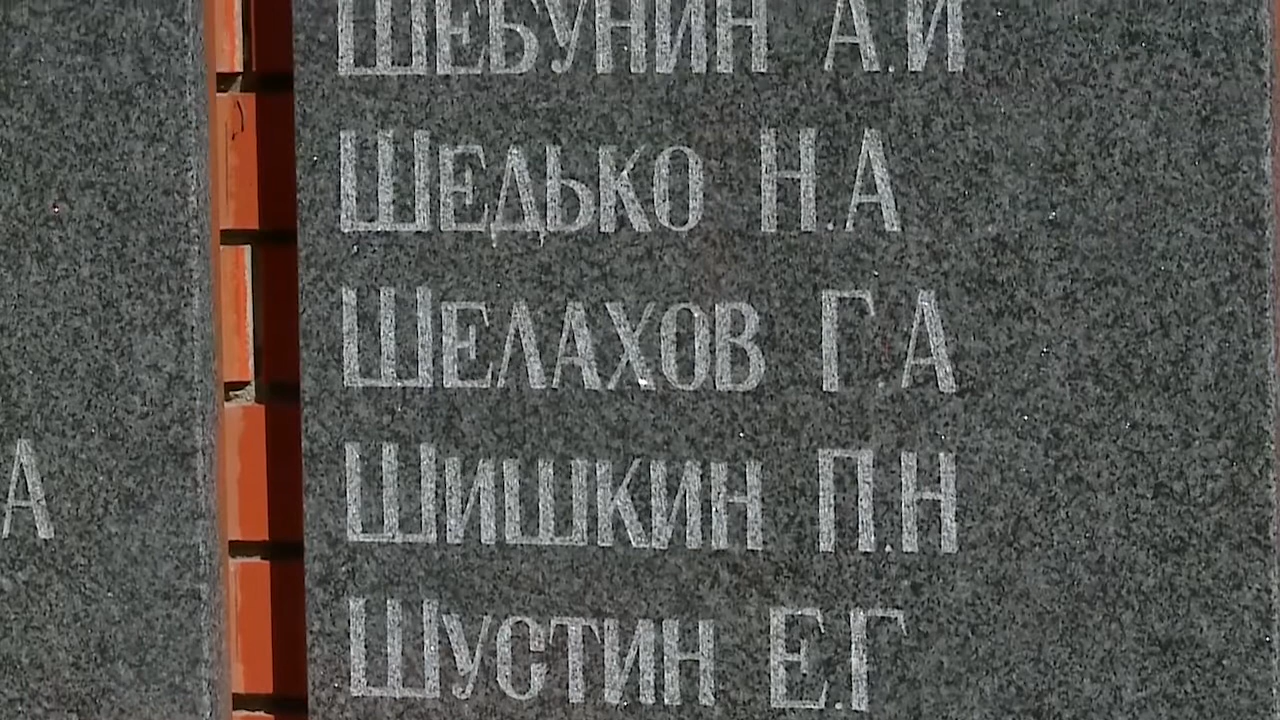 ШЕБУНИН А.И
ШЕДЬКО Н.А
ШЕЛАХОВ Г.А
А
ШИШКИН П.Н
ШУСТИН Е.Г